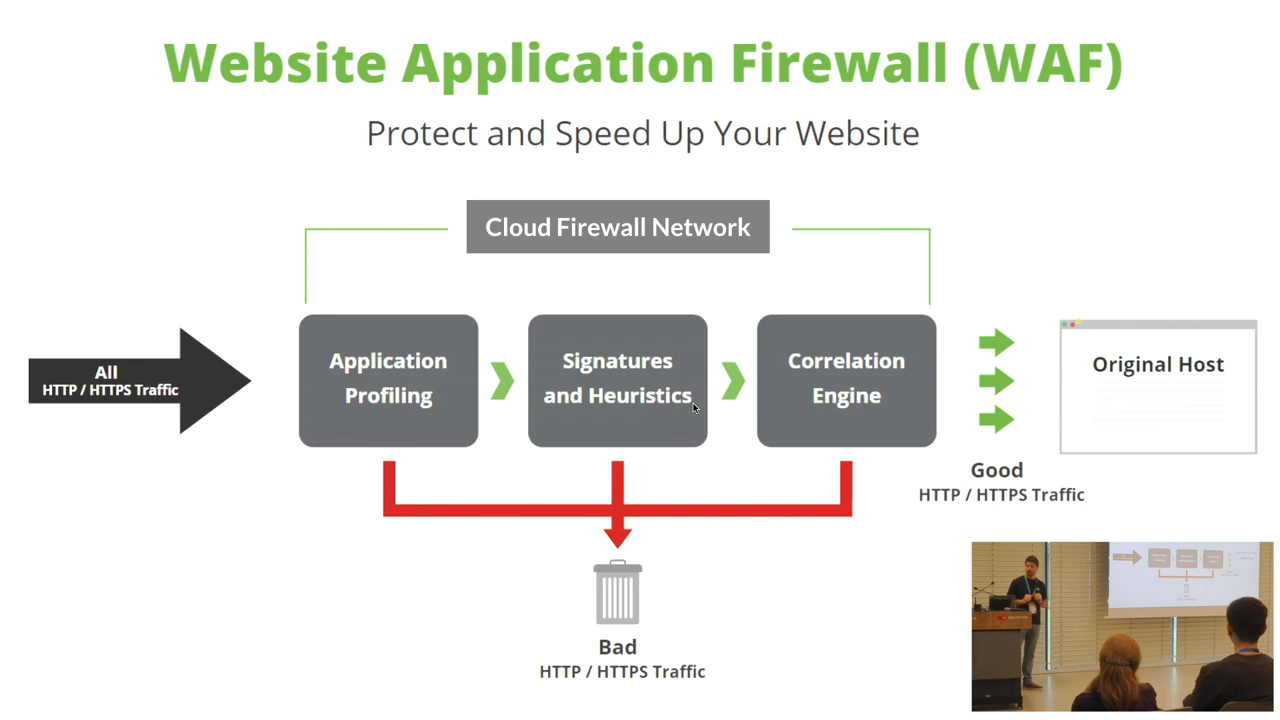 Website Application Firewall (WAF)
Protect and Speed Up Your Website
Cloud Firewall Network
All
HTTP / HTTPS Traffic
Application
Profiling
Signatures
and Heuristics
Correlation
Engine
Original Host
Good
HTTP / HTTPS Traffic
Bad
HTTP / HTTPS Traffic